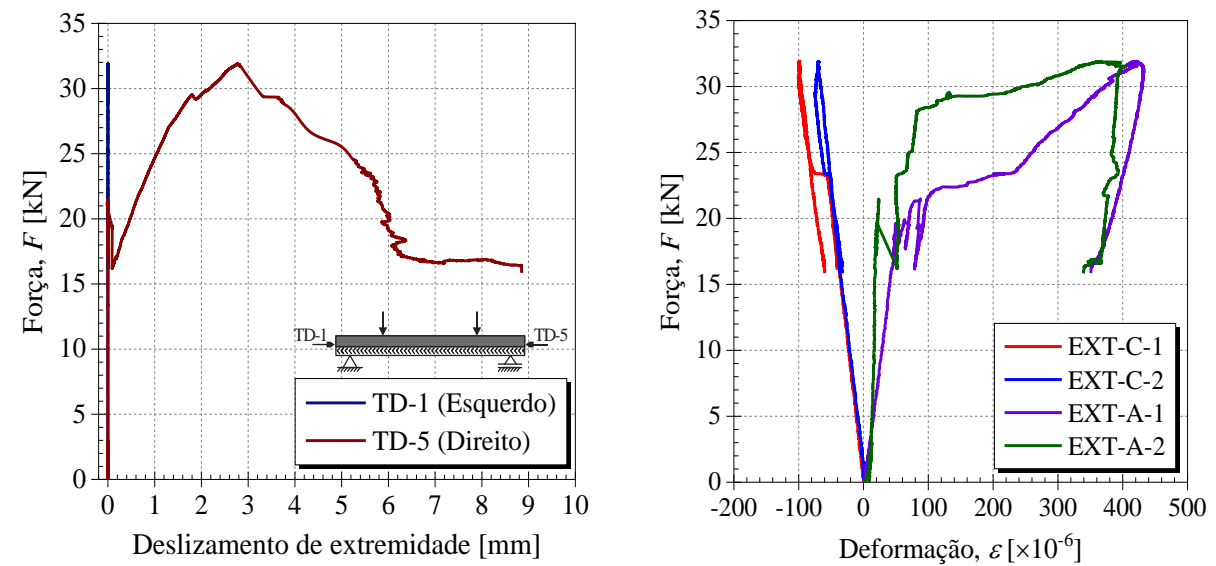 35
30
25
20
15
10
5
0
Força, F [kN]
TD-1
TD-5
TD-1 (Esquerdo)
TD-5 (Direito)
0 1 2 3 4 5 6 7 8 9 10
Deslizamento de extremidade [mm]
35
30
25
20
15
10
5
0
Força, F [kN]
EXT-C-1
EXT-C-2
EXT-A-1
EXT-A-2
-200 -100 0 100 200 300 400 500
Deformação, ε [×10⁻⁶]